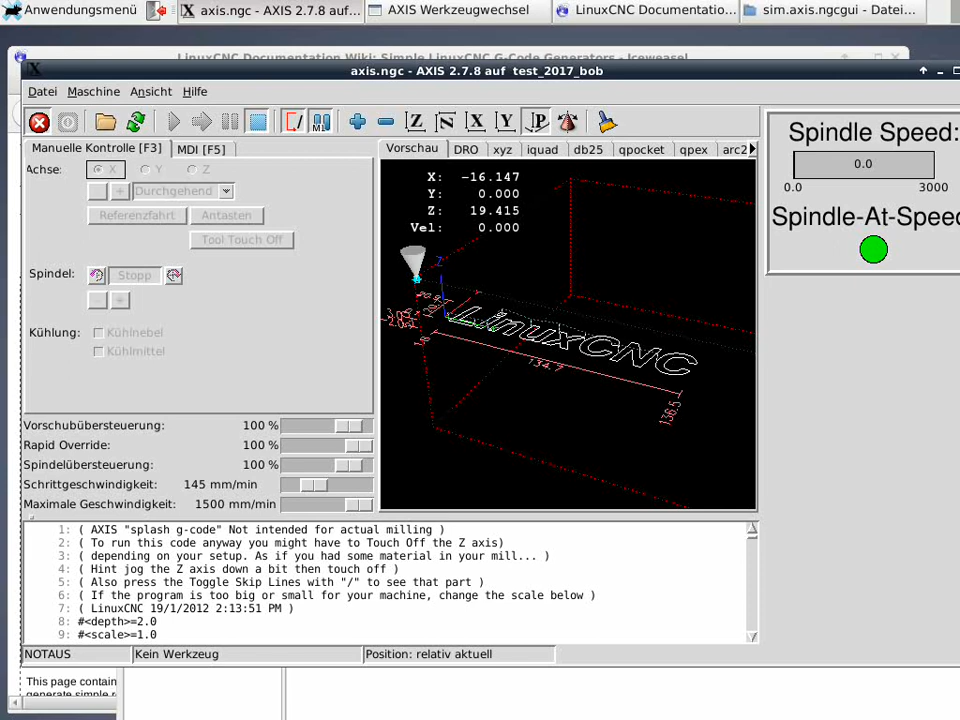 Anwendungsmenü
axis.ngc - AXIS 2.7.8 auf...
AXIS Werkzeugwechsel
LinuxCNC Documentatio...
sim.axis.ngcgui - Datei...
LinuxCNC Documentation Wiki: Simple LinuxCNC G-Code Generators - Iceweasel
axis.ngc - AXIS 2.7.8 auf test_2017_bob
Datei Maschine Ansicht Hilfe
Manuelle Kontrolle [F3] MDI [F5]
Achse: X Y Z
- + Durchgehend
Referenzfahrt Antasten
Tool Touch Off
Spindel: Stopp
- +
Kühlung: Kühlnebel
Kühlmittel
Vorschubübersteuerung: 100 %
Rapid Override: 100 %
Spindelübersteuerung: 100 %
Schrittgeschwindigkeit: 145 mm/min
Maximale Geschwindigkeit: 1500 mm/min
Vorschau DRO xyz iquad db25 qpocket qpex arc2
X: -16.147
Y: 0.000
Z: 19.415
Vel: 0.000
Z
LinuxCNC
134.7
136.5
Spindle Speed:
0.0
0.0 3000
Spindle-At-Speed
1: ( AXIS "splash g-code" Not intended for actual milling )
2: ( To run this code anyway you might have to Touch Off the Z axis)
3: ( depending on your setup. As if you had some material in your mill... )
4: ( Hint jog the Z axis down a bit then touch off )
5: ( Also press the Toggle Skip Lines with "/" to see that part )
6: ( If the program is too big or small for your machine, change the scale below )
7: ( LinuxCNC 19/1/2012 2:13:51 PM )
8: #<depth>=2.0
9: #<scale>=1.0
NOTAUS Kein Werkzeug Position: relativ aktuell
This page contain
generate simple